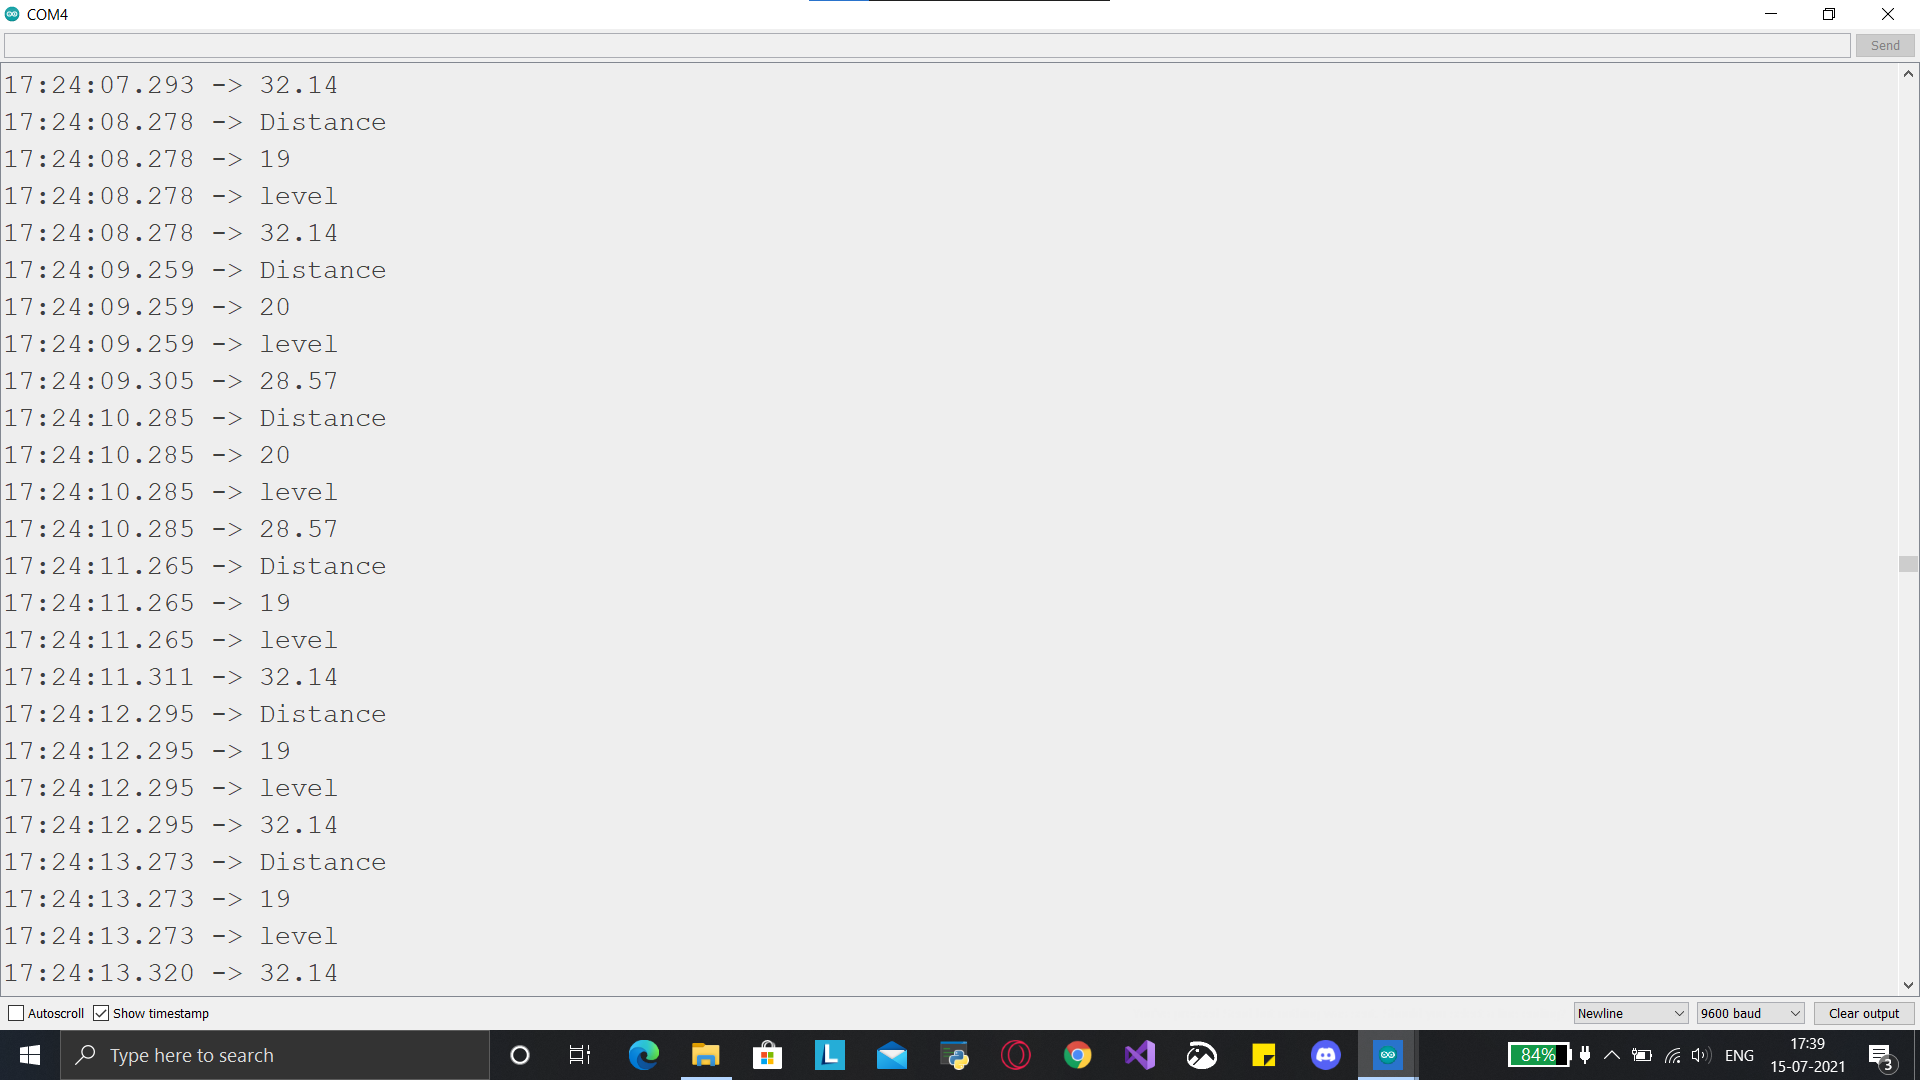 COM4
Send
17:24:07.293 -> 32.14
17:24:08.278 -> Distance
17:24:08.278 -> 19
17:24:08.278 -> level
17:24:08.278 -> 32.14
17:24:09.259 -> Distance
17:24:09.259 -> 20
17:24:09.259 -> level
17:24:09.305 -> 28.57
17:24:10.285 -> Distance
17:24:10.285 -> 20
17:24:10.285 -> level
17:24:10.285 -> 28.57
17:24:11.265 -> Distance
17:24:11.265 -> 19
17:24:11.265 -> level
17:24:11.311 -> 32.14
17:24:12.295 -> Distance
17:24:12.295 -> 19
17:24:12.295 -> level
17:24:12.295 -> 32.14
17:24:13.273 -> Distance
17:24:13.273 -> 19
17:24:13.273 -> level
17:24:13.320 -> 32.14
Autoscroll Show timestamp Newline 9600 baud Clear output
Type here to search L 84% ENG 17:39
15-07-2021 3